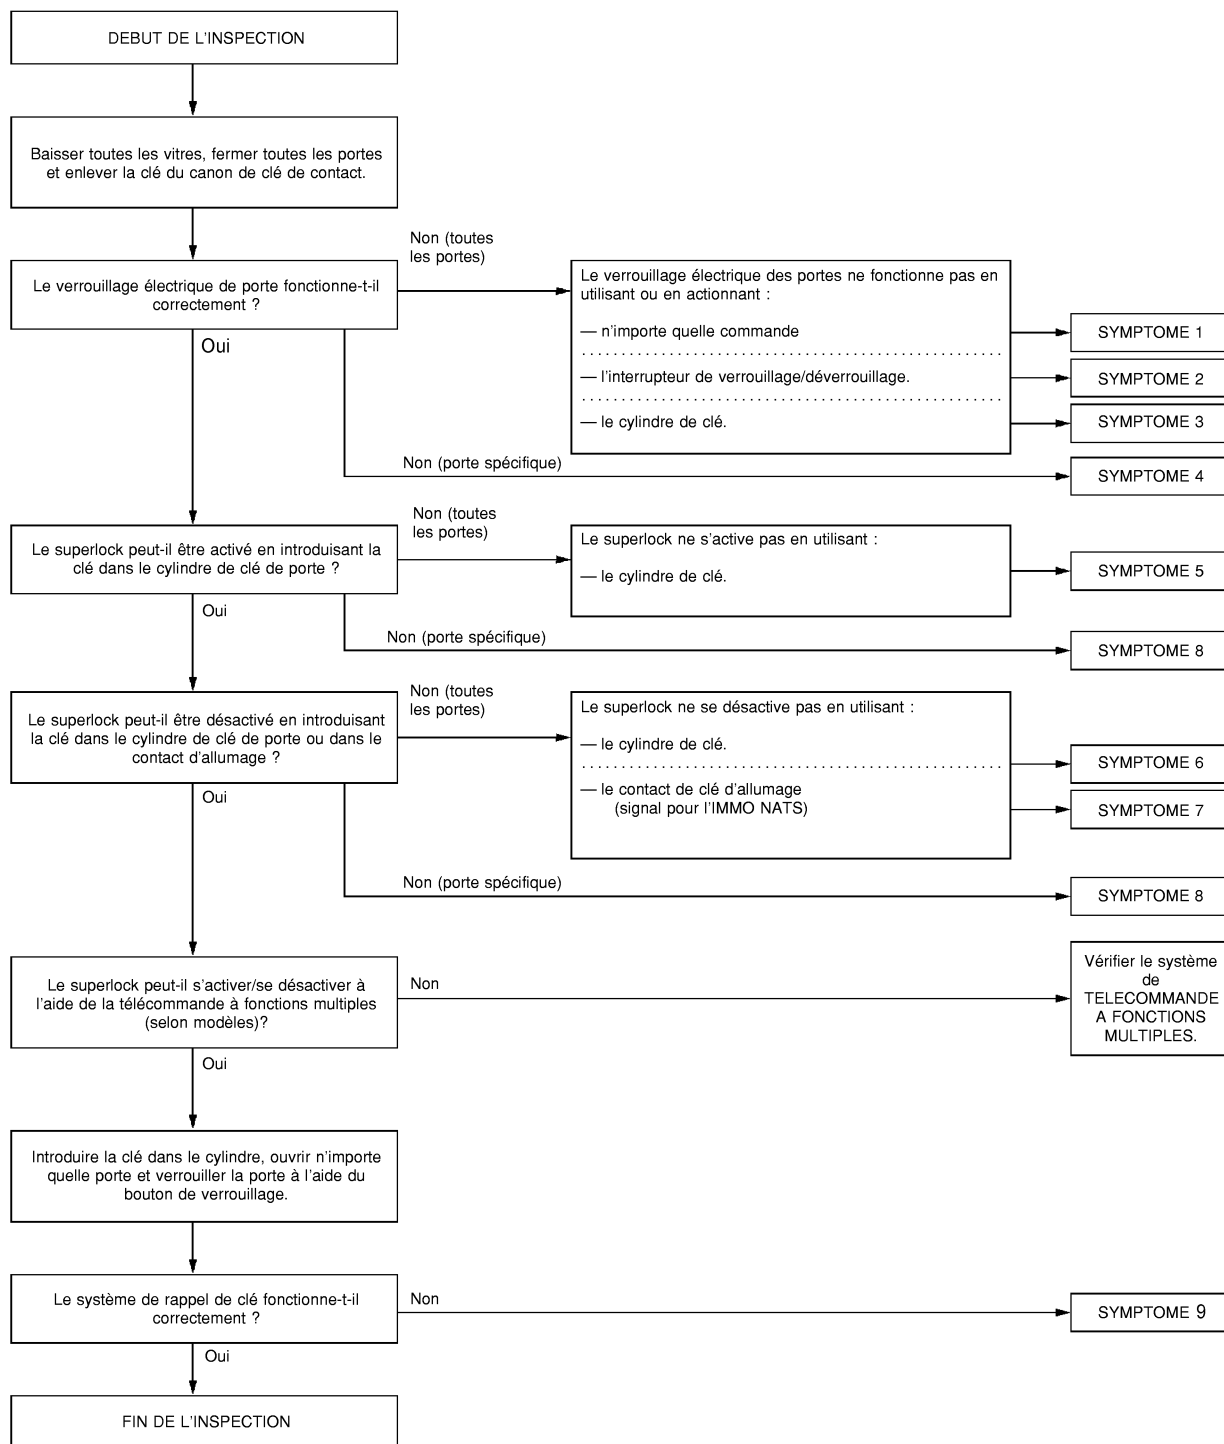 DEBUT DE L'INSPECTION
Baisser toutes les vitres, fermer toutes les portes
et enlever la clé du canon de clé de contact.
Non (toutes
les portes)
Le verrouillage électrique de porte fonctionne-t-il
correctement ?
Le verrouillage électrique des portes ne fonctionne pas en
utilisant ou en actionnant :
— n'importe quelle commande
SYMPTOME 1
Oui
— l'interrupteur de verrouillage/déverrouillage.
SYMPTOME 2
— le cylindre de clé.
SYMPTOME 3
Non (porte spécifique)
SYMPTOME 4
Non (toutes
les portes)
Le superlock peut-il être activé en introduisant la
clé dans le cylindre de clé de porte ?
Le superlock ne s'active pas en utilisant :
— le cylindre de clé.
SYMPTOME 5
Oui
Non (porte spécifique)
SYMPTOME 8
Non (toutes
les portes)
Le superlock peut-il être désactivé en introduisant
la clé dans le cylindre de clé de porte ou dans le
contact d'allumage ?
Le superlock ne se désactive pas en utilisant :
— le cylindre de clé.
SYMPTOME 6
— le contact de clé d'allumage
(signal pour l'IMMO NATS)
SYMPTOME 7
Oui
Non (porte spécifique)
SYMPTOME 8
Le superlock peut-il s'activer/se désactiver à
l'aide de la télécommande à fonctions multiples
(selon modèles)?
Non
Vérifier le système
de
TELECOMMANDE
A FONCTIONS
MULTIPLES.
Oui
Introduire la clé dans le cylindre, ouvrir n'importe
quelle porte et verrouiller la porte à l'aide du
bouton de verrouillage.
Le système de rappel de clé fonctionne-t-il
correctement ?
Non
SYMPTOME 9
Oui
FIN DE L'INSPECTION